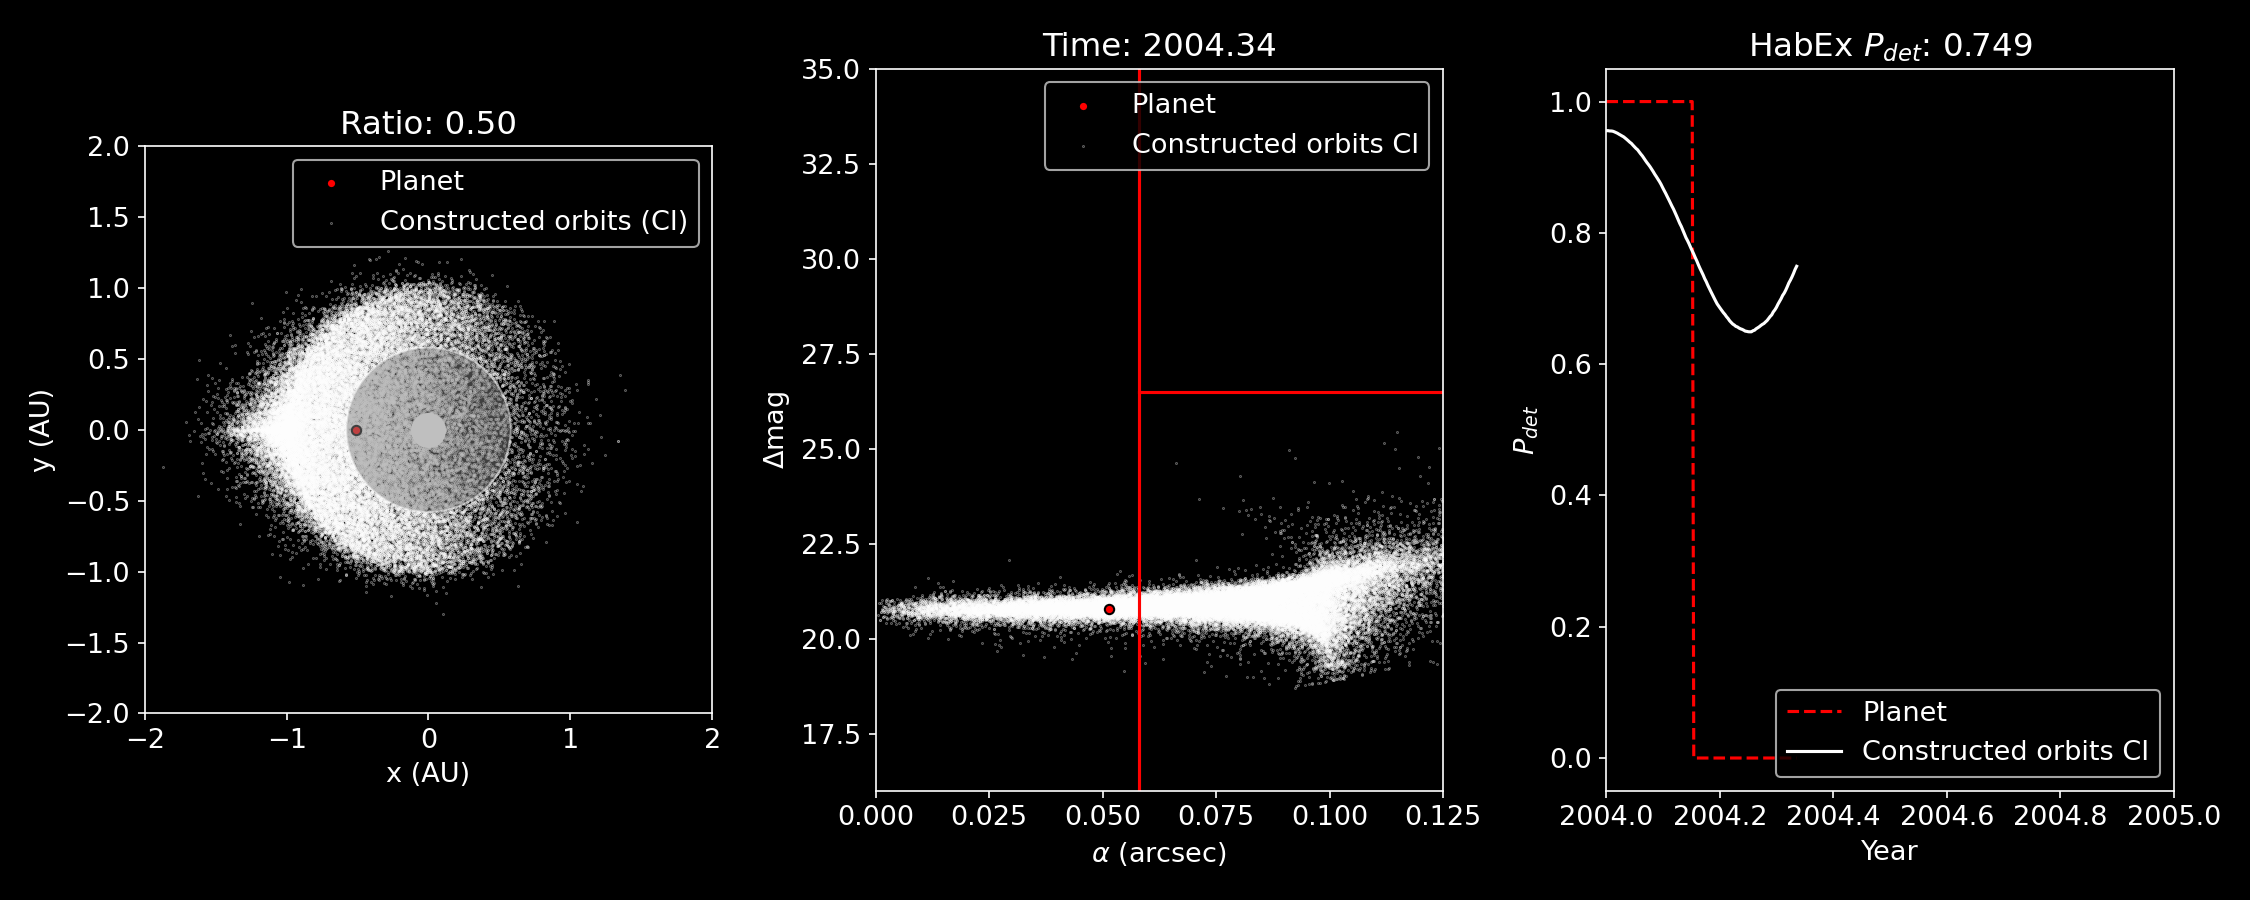 Ratio: 0.50
Planet
Constructed orbits (CI)
2.0
1.5
1.0
0.5
0.0
−0.5
−1.0
−1.5
−2.0
y (AU)
−2
−1
0
1
2
x (AU)
Time: 2004.34
Planet
Constructed orbits CI
35.0
32.5
30.0
27.5
25.0
22.5
20.0
17.5
Δmag
0.000
0.025
0.050
0.075
0.100
0.125
α (arcsec)
HabEx P_det: 0.749
1.0
0.8
0.6
0.4
0.2
0.0
P_det
Planet
Constructed orbits CI
2004.0
2004.2
2004.4
2004.6
2004.8
2005.0
Year